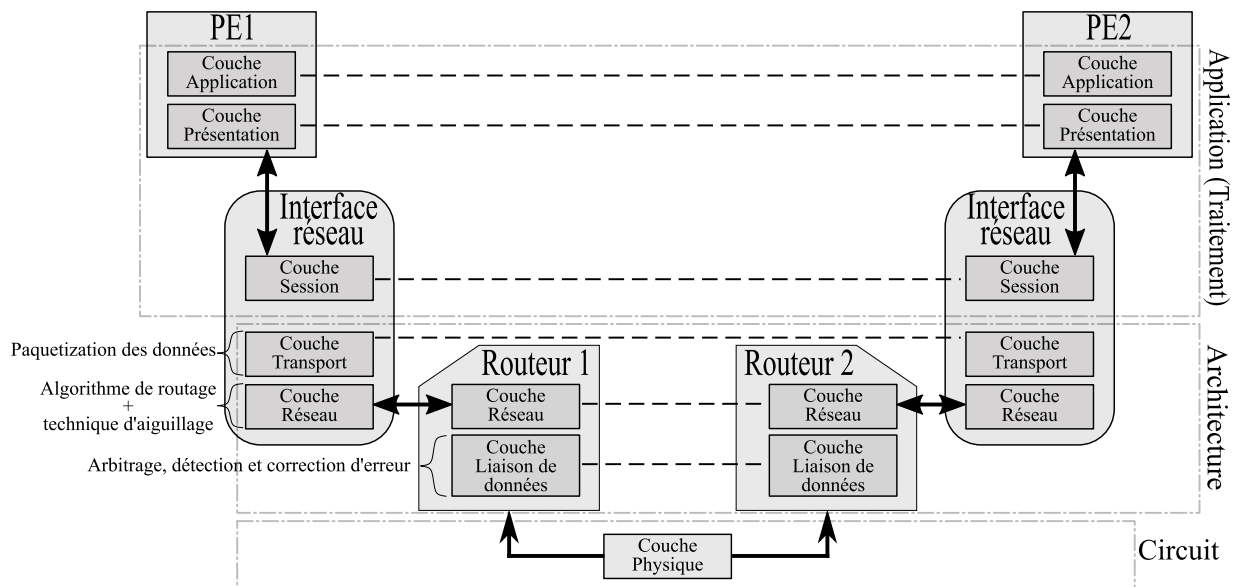 PE1
PE2
Couche
Application
Couche
Application
Couche
Présentation
Couche
Présentation
Application (Traitement)
Interface
réseau
Interface
réseau
Couche
Session
Couche
Session
Paquetization des données
Couche
Transport
Couche
Transport
Algorithme de routage
+
technique d'aiguillage
Couche
Réseau
Routeur 1
Couche
Réseau
Routeur 2
Couche
Réseau
Couche
Réseau
Architecture
Arbitrage, détection et correction d'erreur
Couche
Liaison de
données
Couche
Liaison de
données
Couche
Physique
Circuit